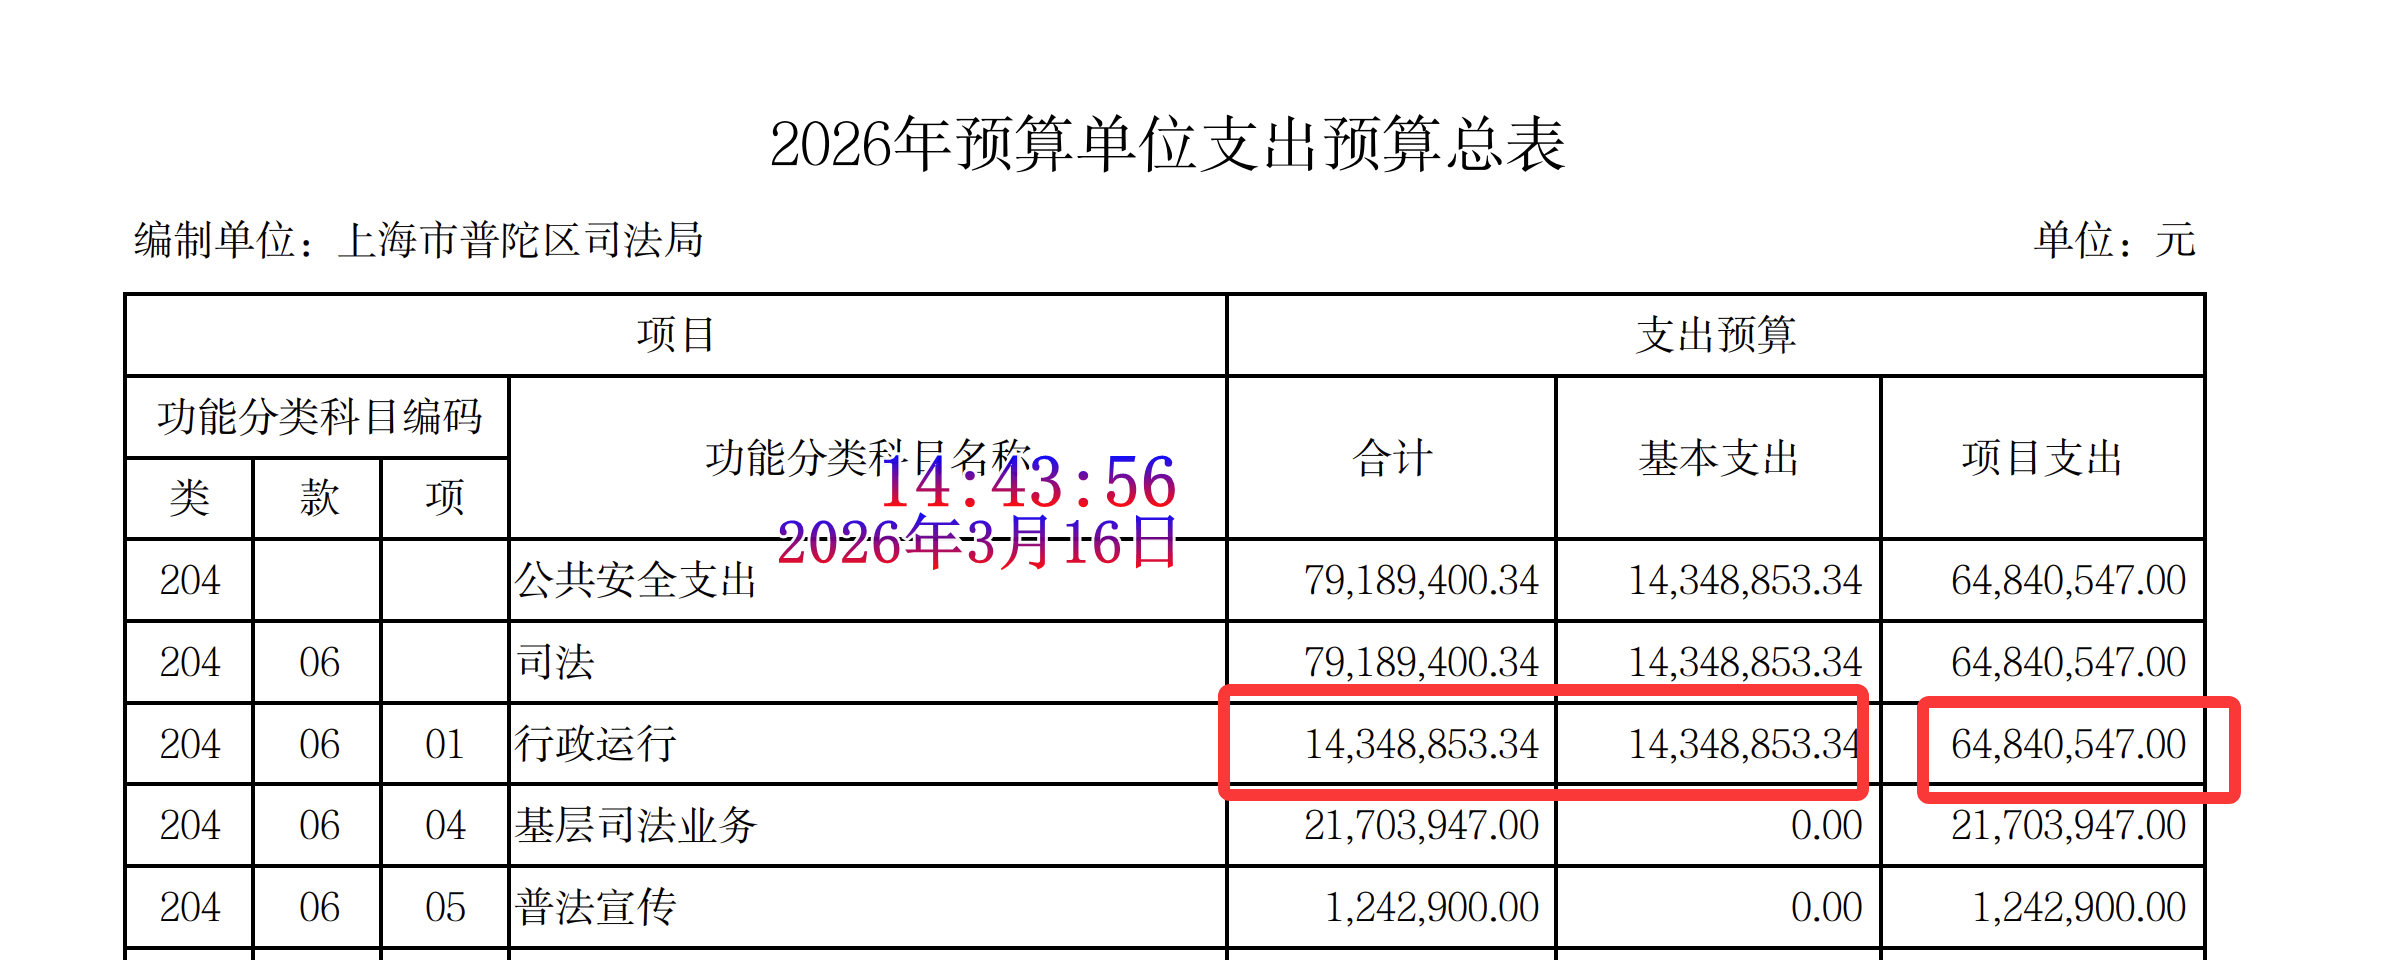 2026年预算单位支出预算总表
编制单位：上海市普陀区司法局 单位：元
项目 支出预算
功能分类科目编码 功能分类科目名称 合计 基本支出 项目支出
类 款 项
14:43:56
2026年3月16日
204 公共安全支出 79,189,400.34 14,348,853.34 64,840,547.00
204 06 司法 79,189,400.34 14,348,853.34 64,840,547.00
204 06 01 行政运行 14,348,853.34 14,348,853.34 64,840,547.00
204 06 04 基层司法业务 21,703,947.00 0.00 21,703,947.00
204 06 05 普法宣传 1,242,900.00 0.00 1,242,900.00